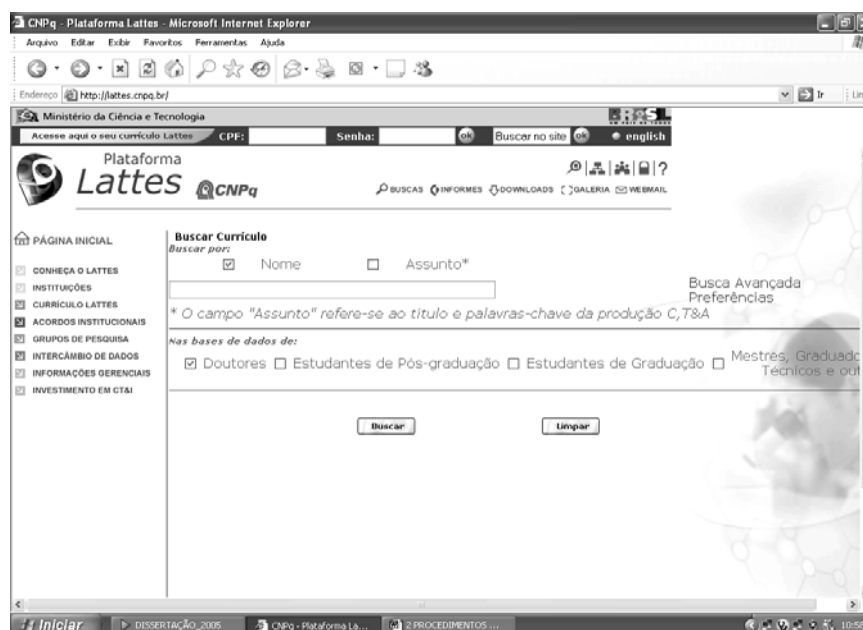 CNPq - Plataforma Lattes - Microsoft Internet Explorer
Arquivo Editar Exibir Favoritos Ferramentas Ajuda
Endereço http://lattes.cnpq.br/ Ir
Ministério da Ciência e Tecnologia
Acesse aqui o seu currículo Lattes CPF: Senha: ok Buscar no site ok english
Plataforma
Lattes CNPq
BUSCAS INFORMES DOWNLOADS GALERIA WEBMAIL
PÁGINA INICIAL
CONHEÇA O LATTES
INSTITUIÇÕES
CURRÍCULO LATTES
ACORDOS INSTITUCIONAIS
GRUPOS DE PESQUISA
INTERCÂMBIO DE DADOS
INFORMAÇÕES GERENCIAIS
INVESTIMENTO EM CT&I
Buscar Currículo
Buscar por:
Nome Assunto*
Busca Avançada
Preferências
* O campo "Assunto" refere-se ao título e palavras-chave da produção C,T&A
Nas bases de dados de:
Doutores Estudantes de Pós-graduação Estudantes de Graduação Mestres, Graduado
Técnicos e out
Buscar Limpar
Iniciar DISSERTAÇÃO_2005 CNPq - Plataforma La... 2 PROCEDIMENTOS ...